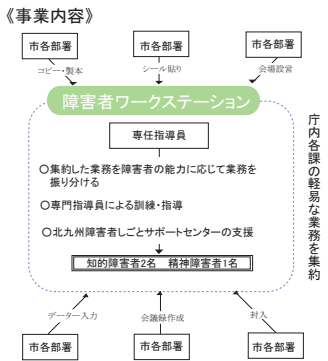 《事業内容》
市各部署
市各部署
市各部署
コピー・製本
シール貼り
会場設営
障害者ワークステーション
専任指導員
○集約した業務を障害者の能力に応じて業務を
振り分ける
○専門指導員による訓練・指導
○北九州障害者しごとサポートセンターの支援
知的障害者2名　精神障害者1名
庁内各課の軽易な業務を集約
データー入力
会議録作成
封入
市各部署
市各部署
市各部署